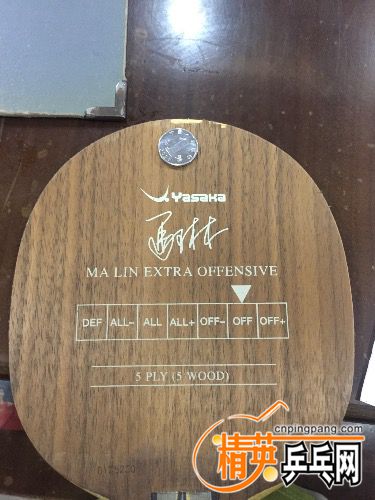 Yasaka
马林
MA LIN EXTRA OFFENSIVE
DEF ALL- ALL ALL+ OFF- OFF OFF+
5 PLY (5 WOOD)
cnpingpang.com
精英乒乓网